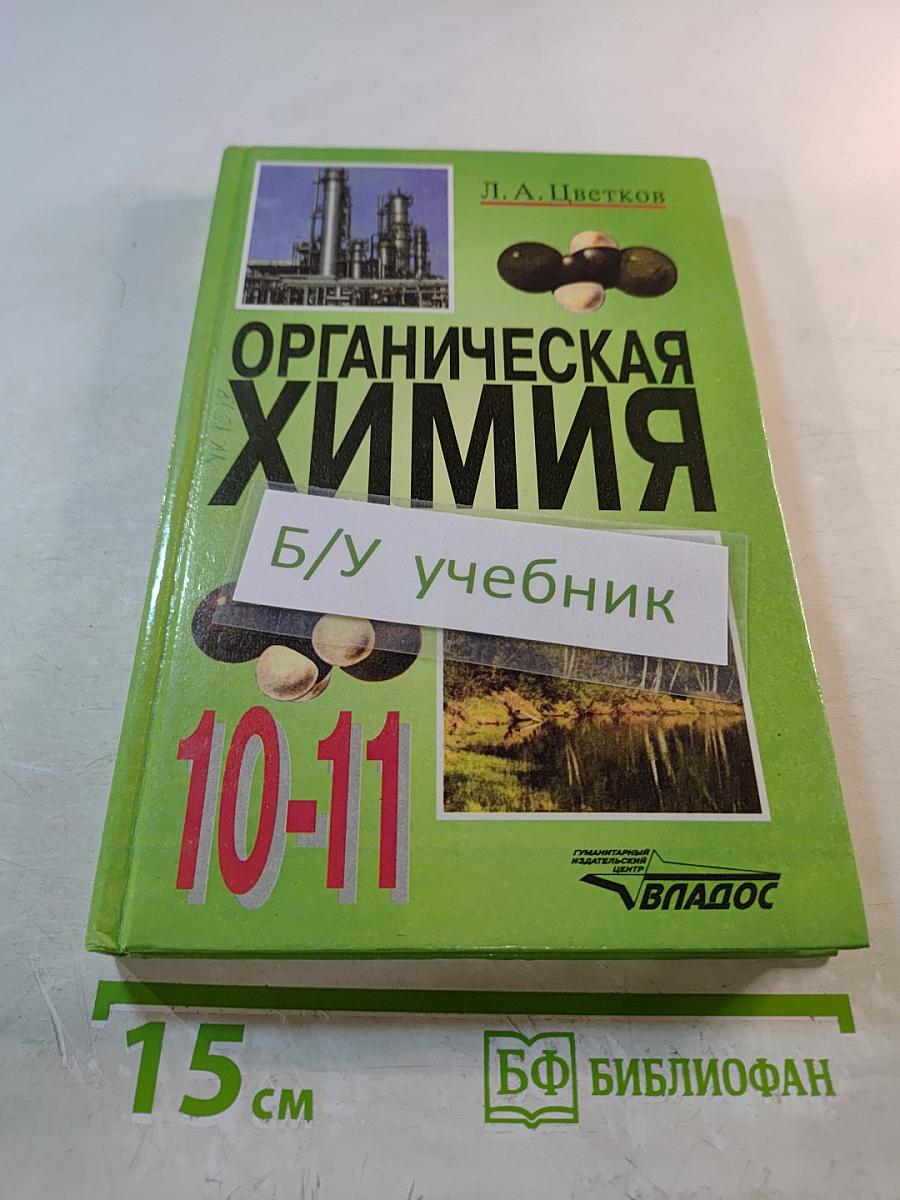 Л. А. Цветков
ОРГАНИЧЕСКАЯ
ХИМИЯ
Б/У учебник
10-11
ГУМАНИТАРНЫЙ
ИЗДАТЕЛЬСКИЙ
ЦЕНТР
ВЛАДОС
15 см
БФ БИБЛИОФАН